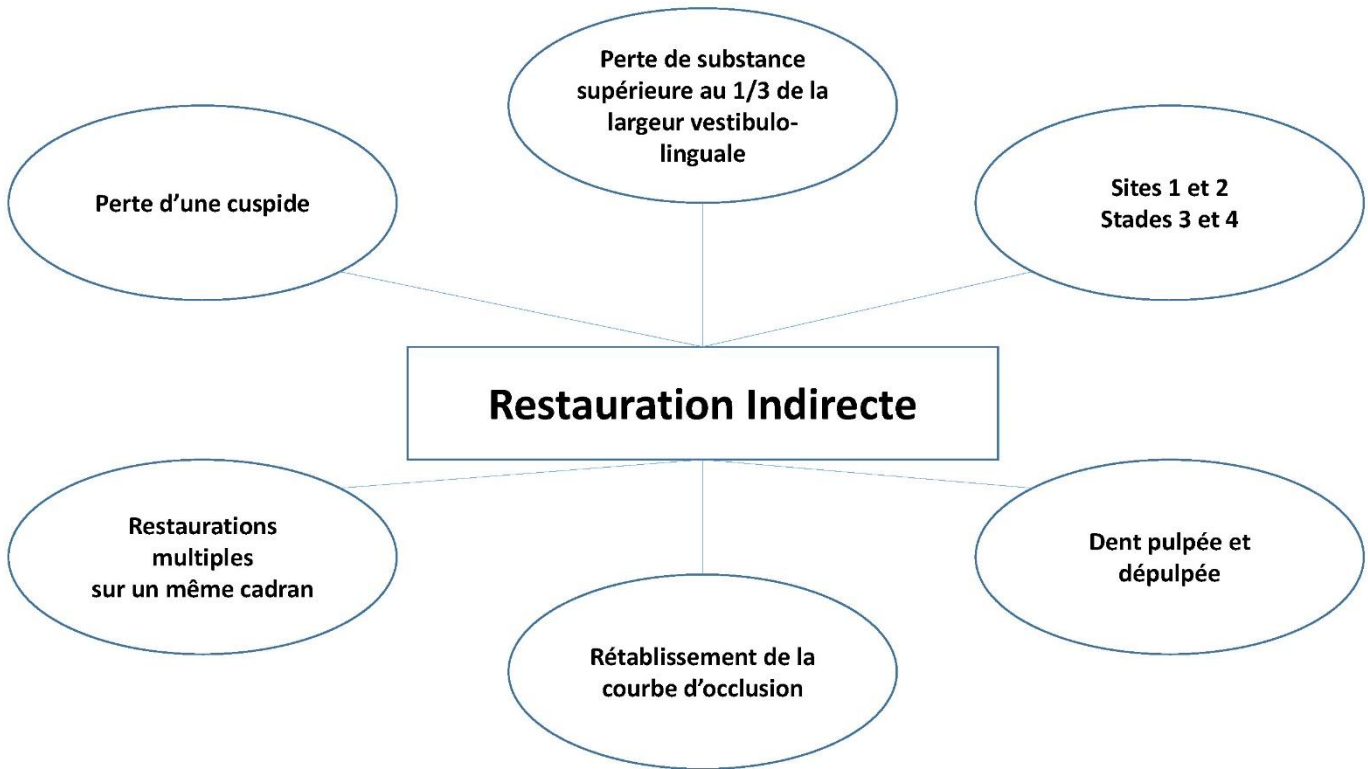 Perte de substance
supérieure au 1/3 de la
largeur vestibulo-
linguale
Perte d’une cuspide
Sites 1 et 2
Stades 3 et 4
Restauration Indirecte
Restaurations
multiples
sur un même cadran
Dent pulpée et
dépulpée
Rétablissement de la
courbe d’occlusion